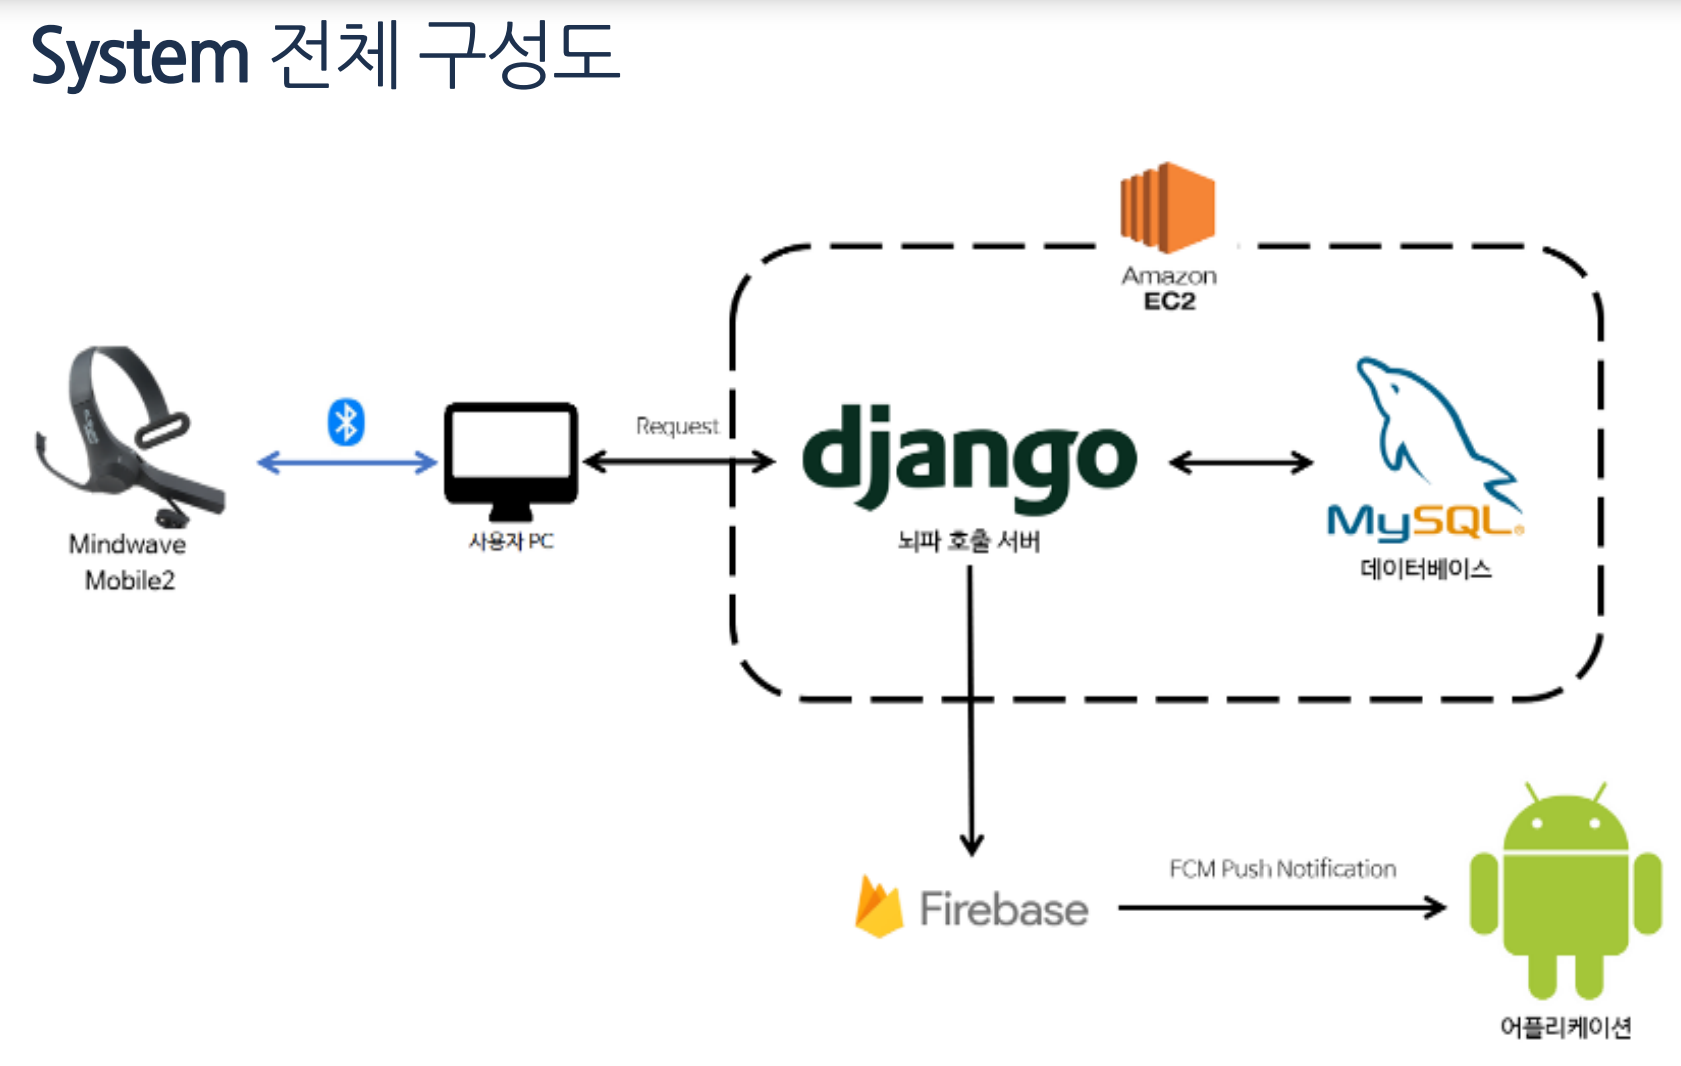 System 전체 구성도
Amazon
EC2
Request
django
MySQL®
Mindwave
Mobile2
사용자 PC
뇌파 호출 서버
데이터베이스
FCM Push Notification
Firebase
어플리케이션